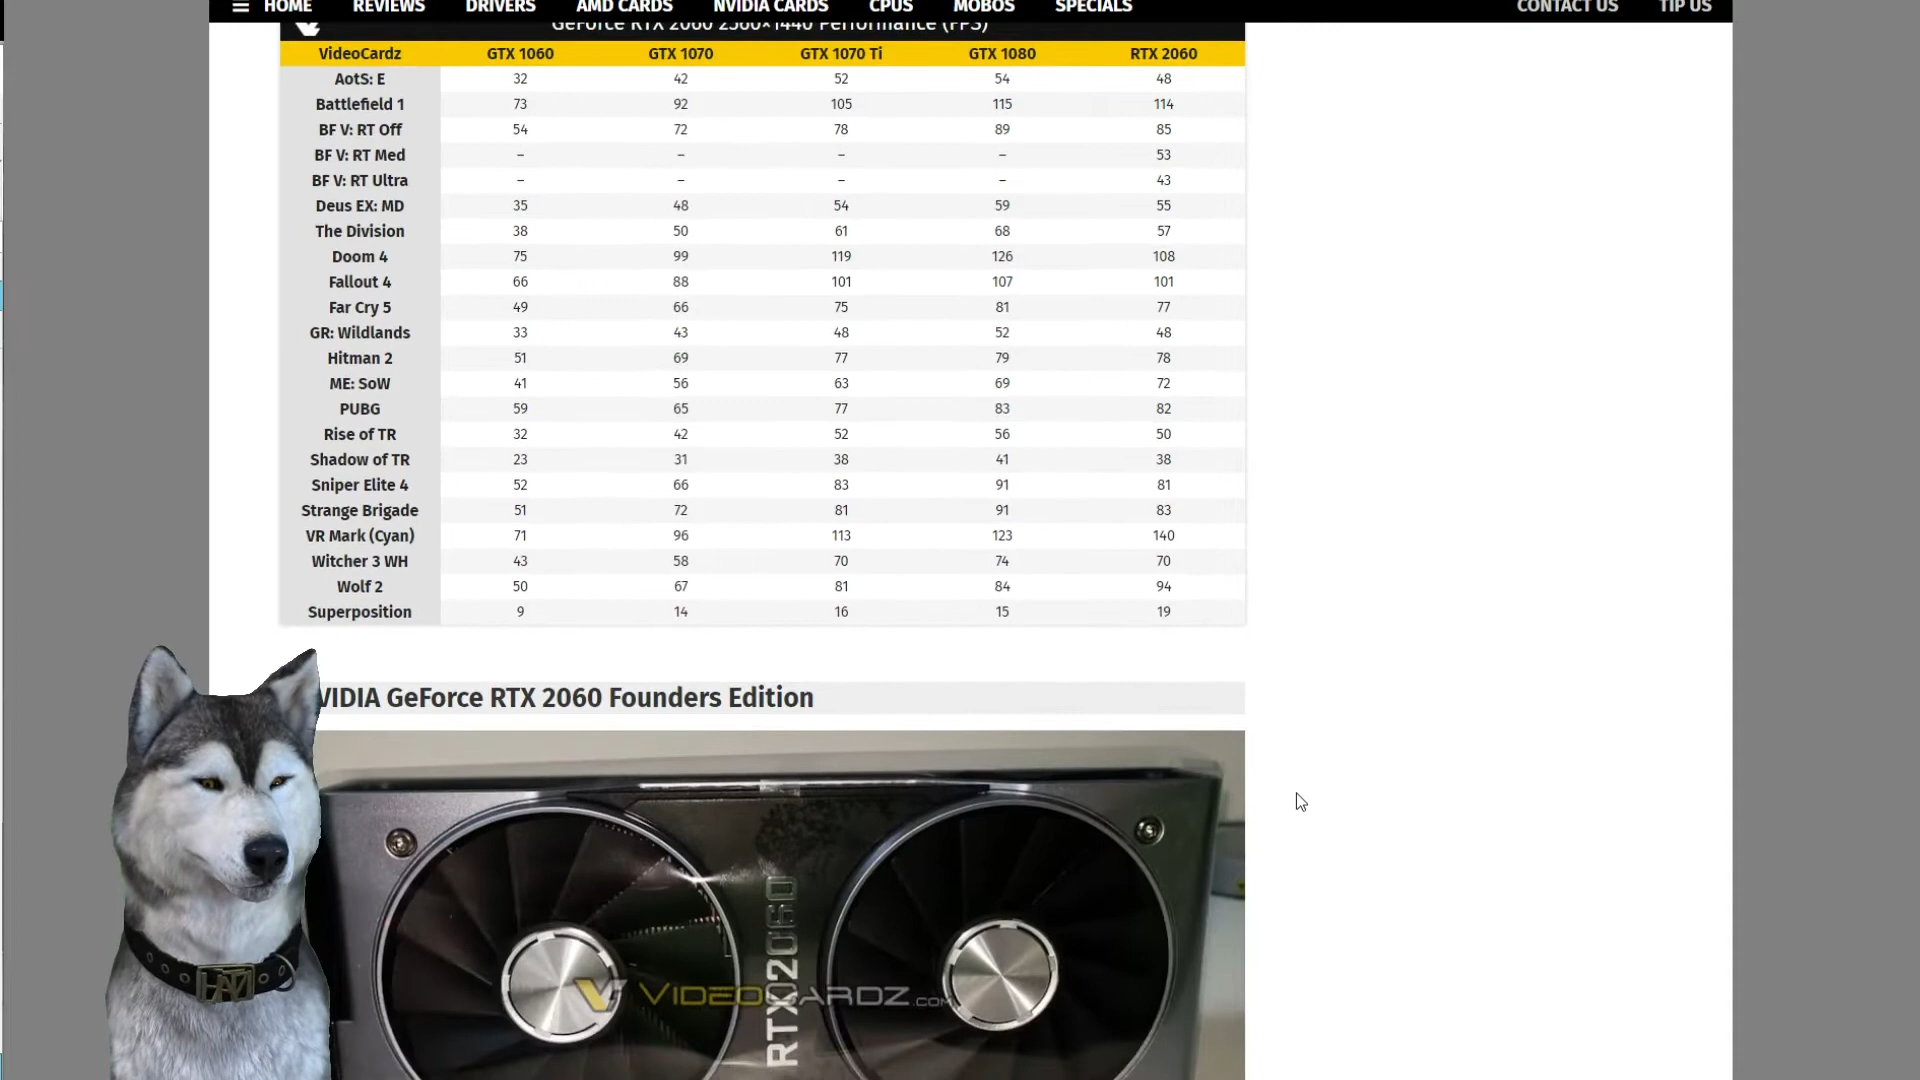 HOME REVIEWS DRIVERS AMD CARDS NVIDIA CARDS CPUS MOBOS SPECIALS CONTACT US TIP US
GeForce RTX 2060 2560×1440 Performance (FPS)
VideoCardz GTX 1060 GTX 1070 GTX 1070 Ti GTX 1080 RTX 2060
AotS: E 32 42 52 54 48
Battlefield 1 73 92 105 115 114
BF V: RT Off 54 72 78 89 85
BF V: RT Med – – – – 53
BF V: RT Ultra – – – – 43
Deus EX: MD 35 48 54 59 55
The Division 38 50 61 68 57
Doom 4 75 99 119 126 108
Fallout 4 66 88 101 107 101
Far Cry 5 49 66 75 81 77
GR: Wildlands 33 43 48 52 48
Hitman 2 51 69 77 79 78
ME: SoW 41 56 63 69 72
PUBG 59 65 77 83 82
Rise of TR 32 42 52 56 50
Shadow of TR 23 31 38 41 38
Sniper Elite 4 52 66 83 91 81
Strange Brigade 51 72 81 91 83
VR Mark (Cyan) 71 96 113 123 140
Witcher 3 WH 43 58 70 74 70
Wolf 2 50 67 81 84 94
Superposition 9 14 16 15 19
VIDIA GeForce RTX 2060 Founders Edition
RTX2060
VIDEOCARDZ.COM